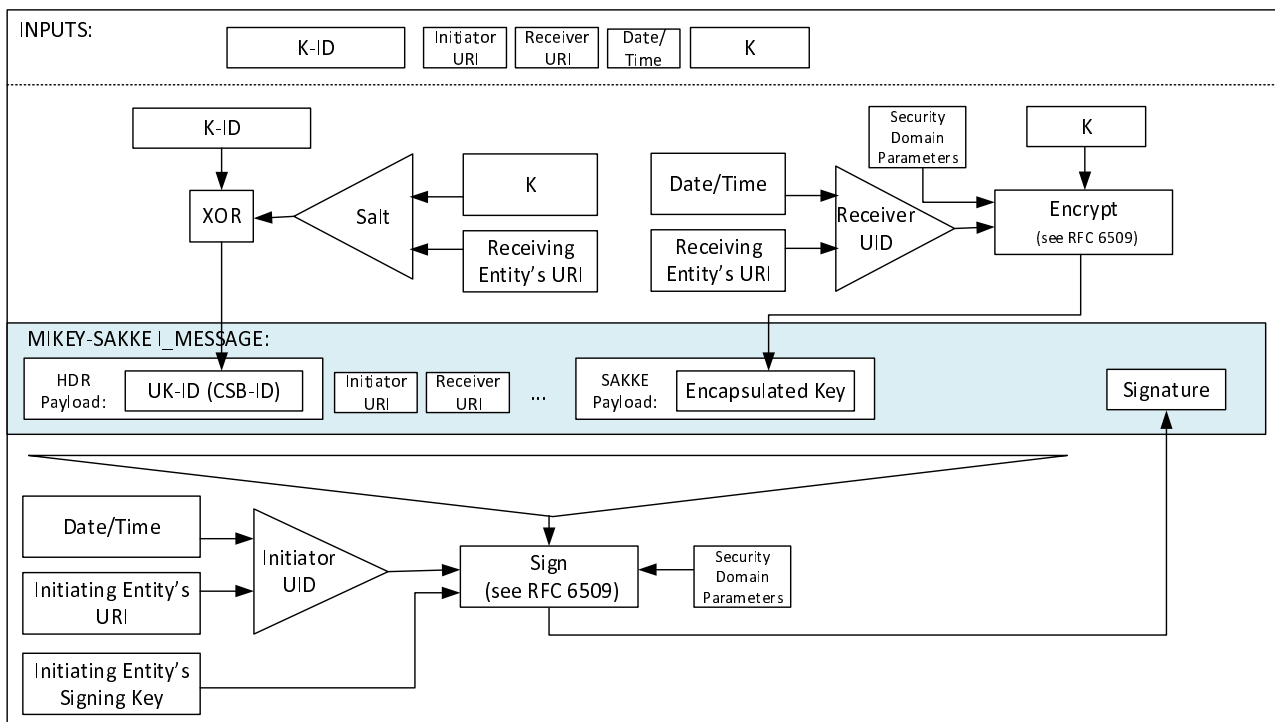 INPUTS:
K-ID
Initiator
URI
Receiver
URI
Date/
Time
K
K-ID
XOR
Salt
K
Receiving
Entity’s URI
Date/Time
Receiving
Entity’s URI
Receiver
UID
Security
Domain
Parameters
K
Encrypt
(see RFC 6509)
MIKEY-SAKKE I_MESSAGE:
HDR
Payload:
UK-ID (CSB-ID)
Initiator
URI
Receiver
URI
...
SAKKE
Payload:
Encapsulated Key
Signature
Date/Time
Initiating Entity’s
URI
Initiator
UID
Sign
(see RFC 6509)
Security
Domain
Parameters
Initiating Entity’s
Signing Key